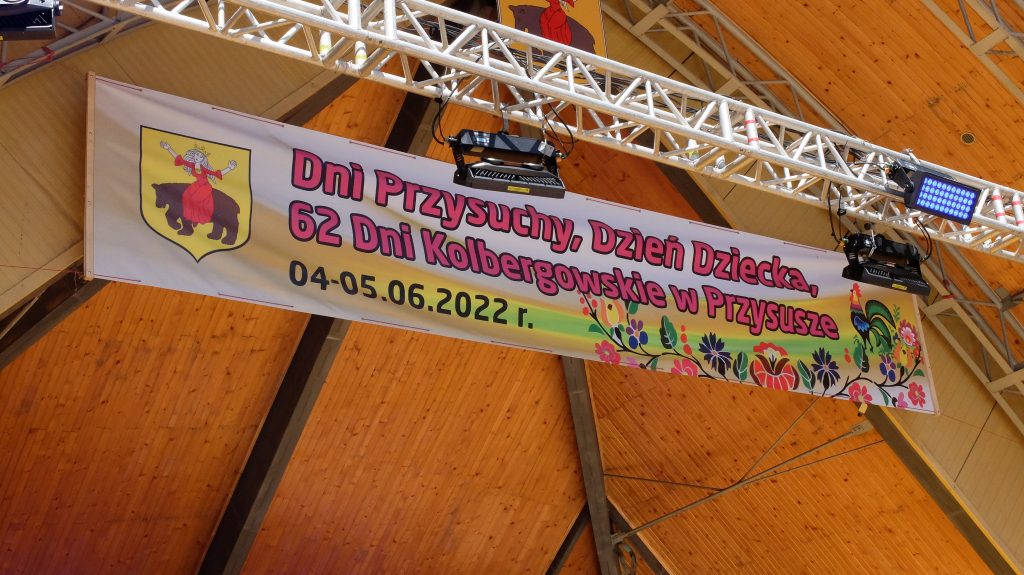 Dni Przysuchy, Dzień Dziecka,
62 Dni Kolbergowskie w Przysusze
04-05.06.2022 r.